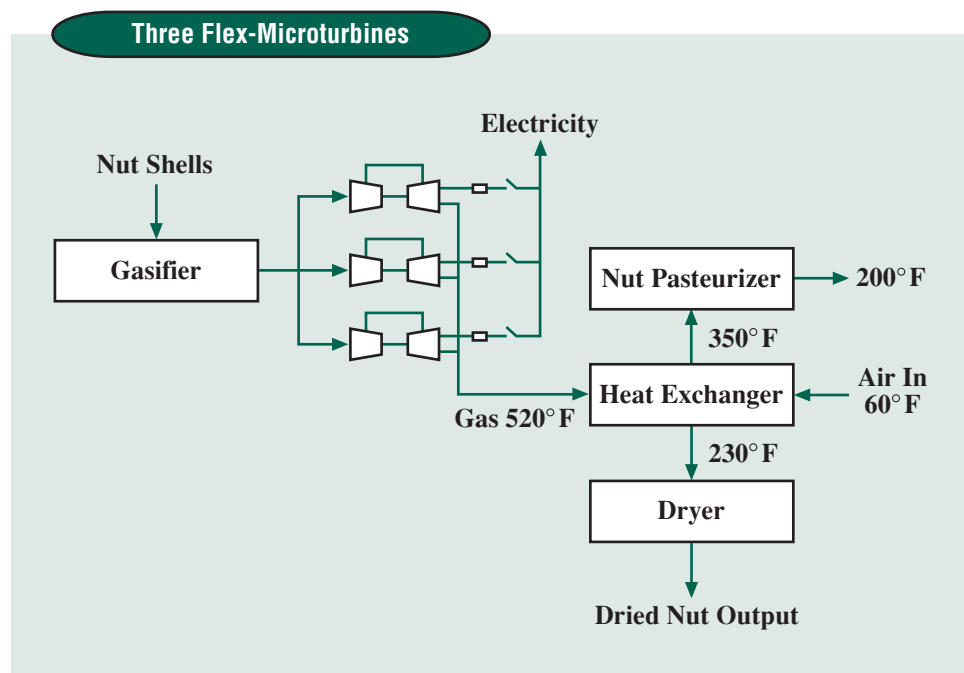 Three Flex-Microturbines
Electricity
Nut Shells
Gasifier
Nut Pasteurizer
200°F
350°F
Air In
60°F
Heat Exchanger
Gas 520°F
230°F
Dryer
Dried Nut Output